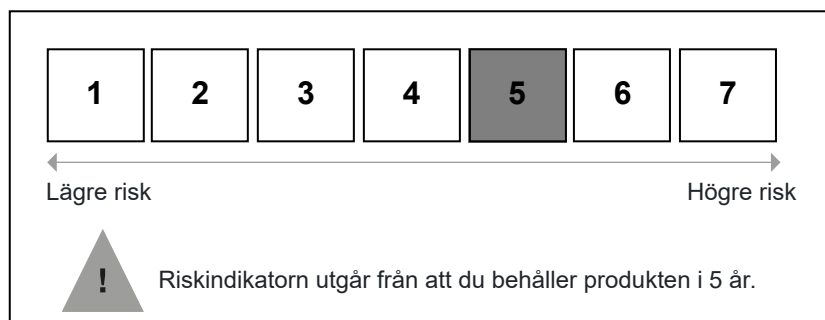 1 2 3 4 5 6 7
Lägre risk Högre risk
! Riskindikatorn utgår från att du behåller produkten i 5 år.